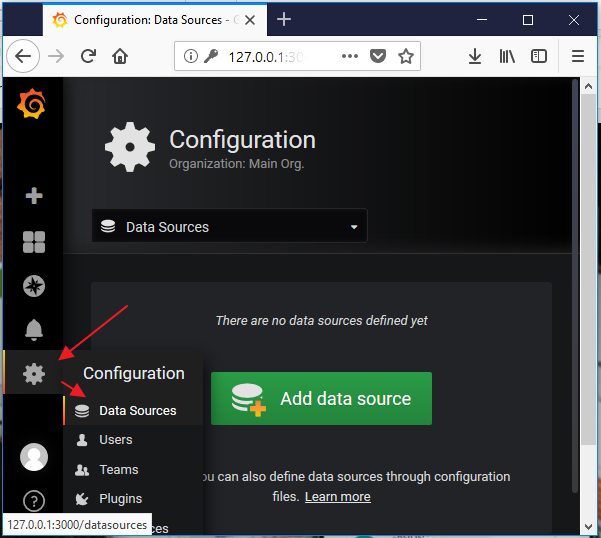 Configuration: Data Sources - G
127.0.0.1:30
Configuration
Organization: Main Org.
Data Sources
There are no data sources defined yet
Configuration
Add data source
Data Sources
Users
ou can also define data sources through configuration
Teams
files. Learn more
Plugins
127.0.0.1:3000/datasources
ces